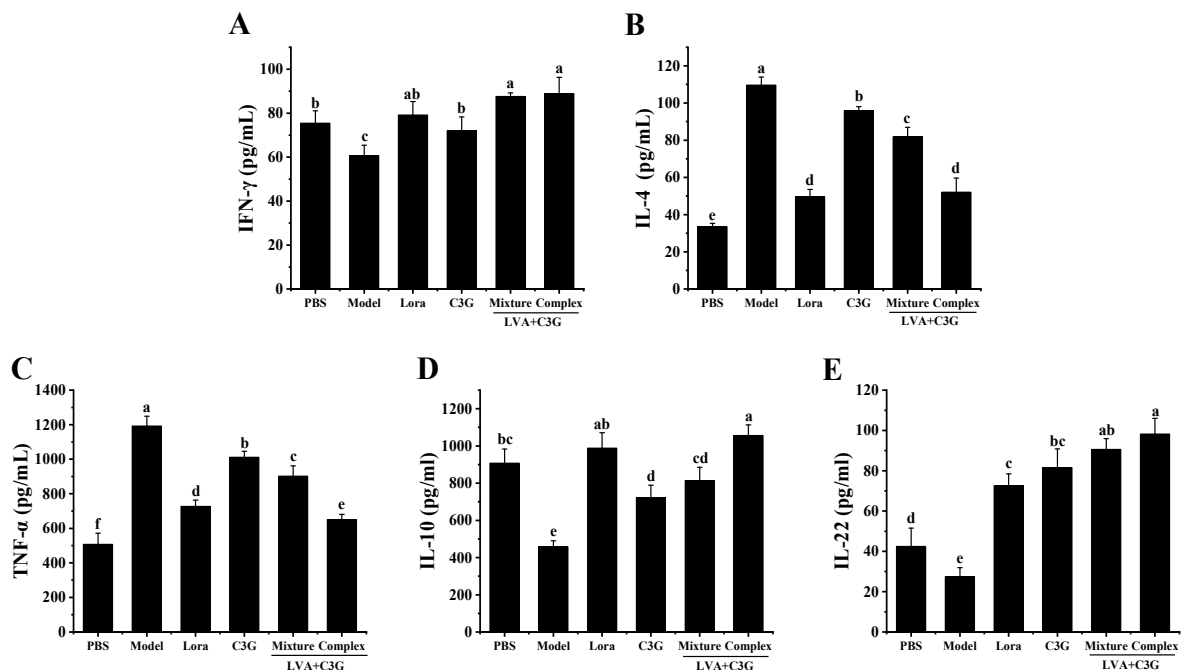 A
IFN-γ (pg/mL)
100
80
60
40
20
0
b
c
ab
b
a
a
PBS Model Lora C3G Mixture Complex
LVA+C3G
B
IL-4 (pg/mL)
120
100
80
60
40
20
0
e
a
d
b
c
d
PBS Model Lora C3G Mixture Complex
LVA+C3G
C
TNF-α (pg/mL)
1400
1200
1000
800
600
400
200
0
f
a
d
b
c
e
PBS Model Lora C3G Mixture Complex
LVA+C3G
D
IL-10 (pg/ml)
1200
1000
800
600
400
200
0
bc
e
ab
d
cd
a
PBS Model Lora C3G Mixture Complex
LVA+C3G
E
IL-22 (pg/ml)
120
100
80
60
40
20
0
d
e
c
bc
ab
a
PBS Model Lora C3G Mixture Complex
LVA+C3G